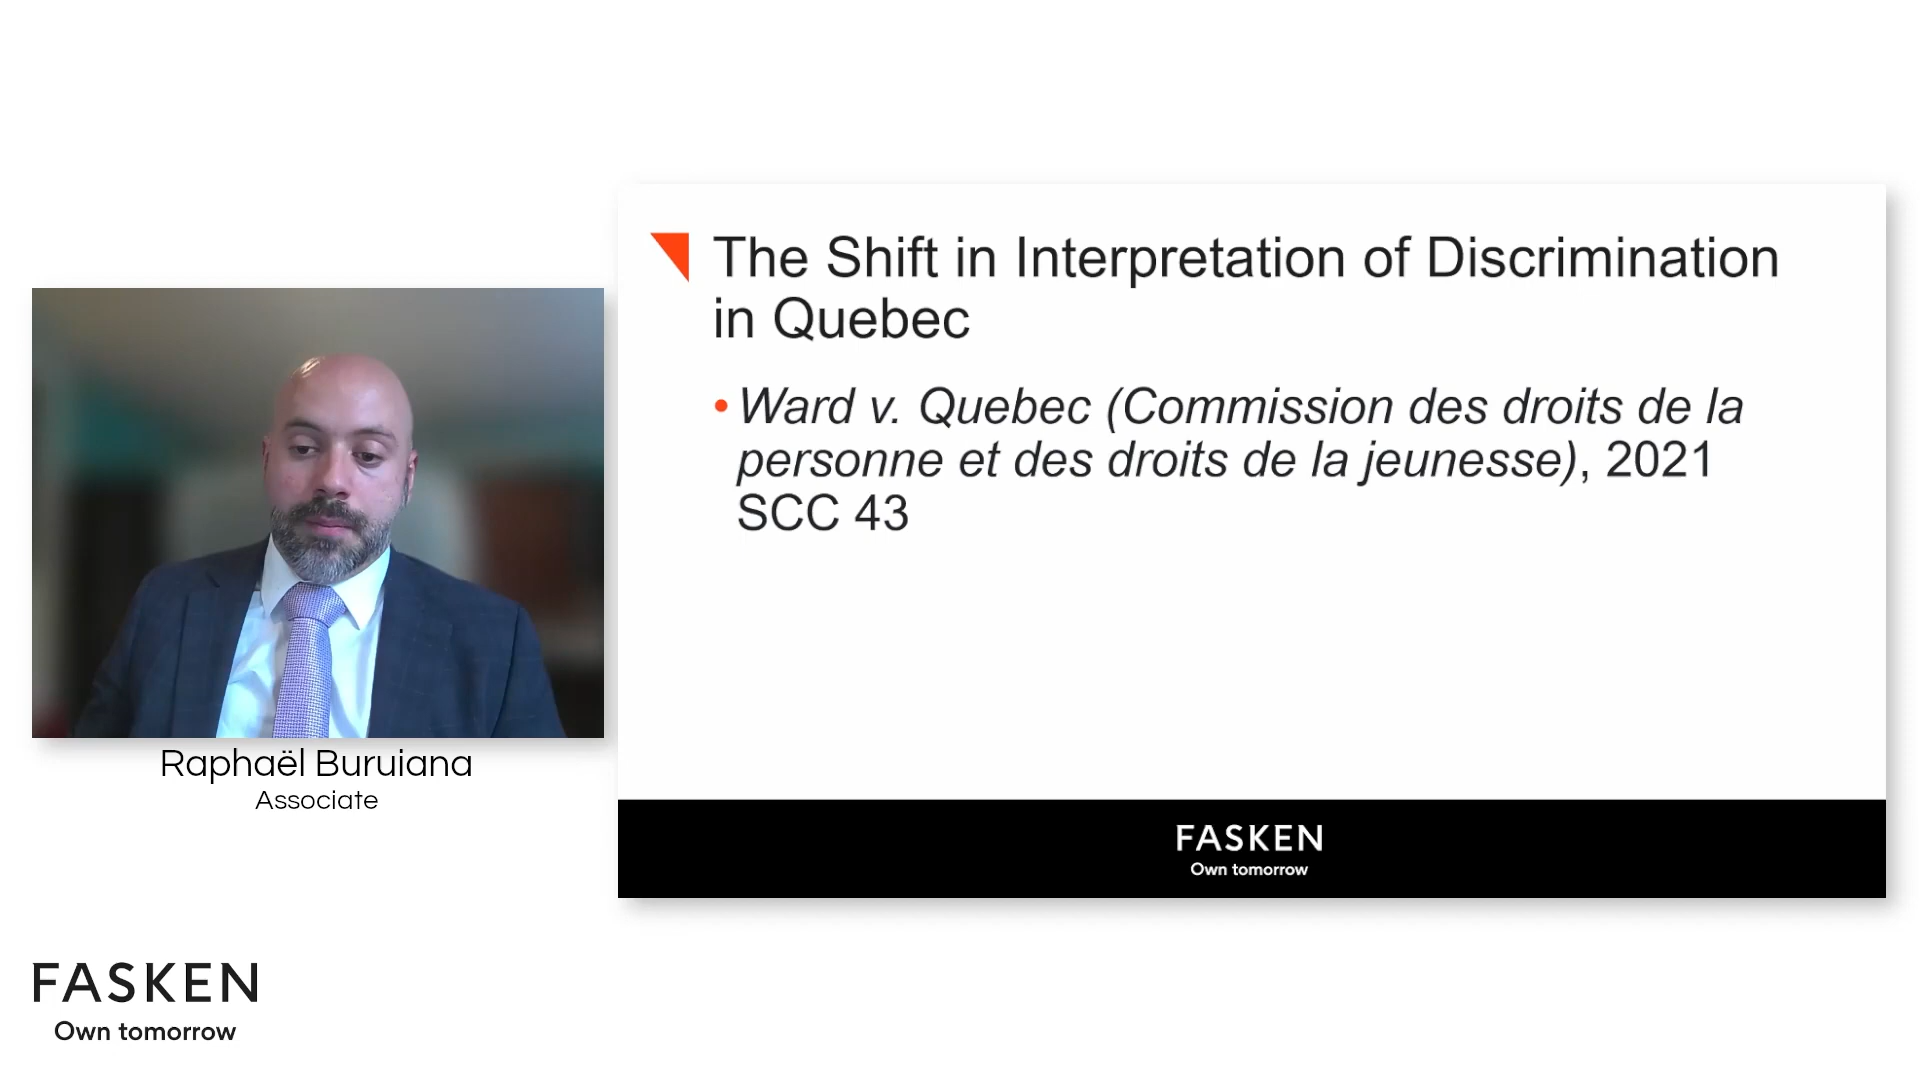 The Shift in Interpretation of Discrimination
in Quebec
• Ward v. Quebec (Commission des droits de la
personne et des droits de la jeunesse), 2021
SCC 43
FASKEN
Own tomorrow
Raphaël Buruiana
Associate
FASKEN
Own tomorrow